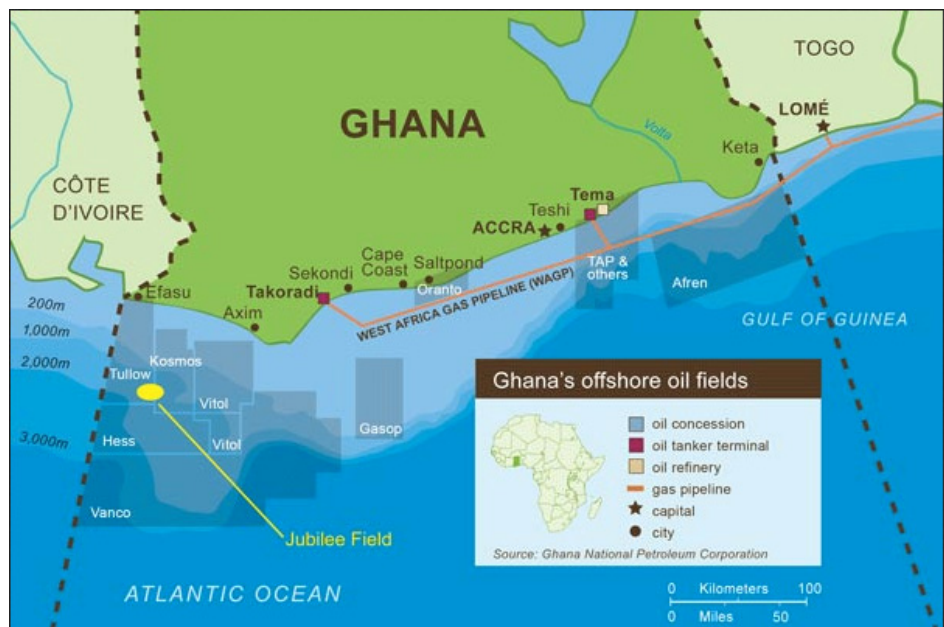 TOGO
LOMÉ
GHANA
Volta
Keta
CÔTE
D'IVOIRE
Tema
Teshi
ACCRA
Cape
Coast
Saltpond
Sekondi
Takoradi
Efasu
Axim
Oranto
TAP &
others
Afren
WEST AFRICA GAS PIPELINE (WAGP)
GULF OF GUINEA
200m
1,000m
2,000m
3,000m
Kosmos
Tullow
Vitol
Vitol
Hess
Gasop
Vanco
Jubilee Field
ATLANTIC OCEAN
Ghana's offshore oil fields
oil concession
oil tanker terminal
oil refinery
gas pipeline
capital
city
Source: Ghana National Petroleum Corporation
0 Kilometers 100
0 Miles 50